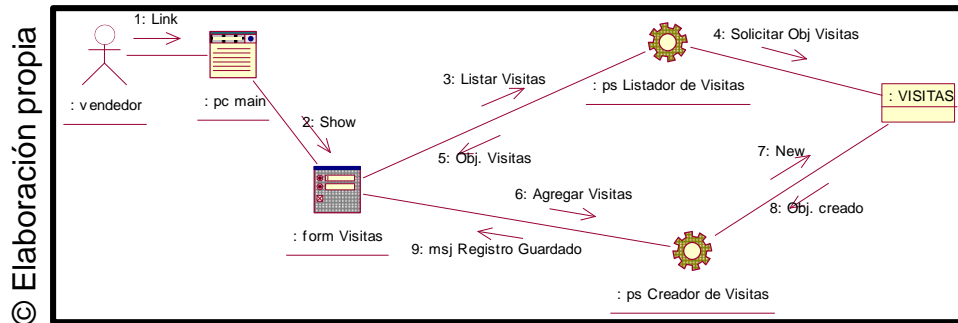 © Elaboración propia
1: Link
: vendedor
: pc main
2: Show
3: Listar Visitas
: ps Listador de Visitas
4: Solicitar Obj Visitas
: VISITAS
5: Obj. Visitas
6: Agregar Visitas
7: New
8: Obj. creado
: form Visitas
9: msj Registro Guardado
: ps Creador de Visitas